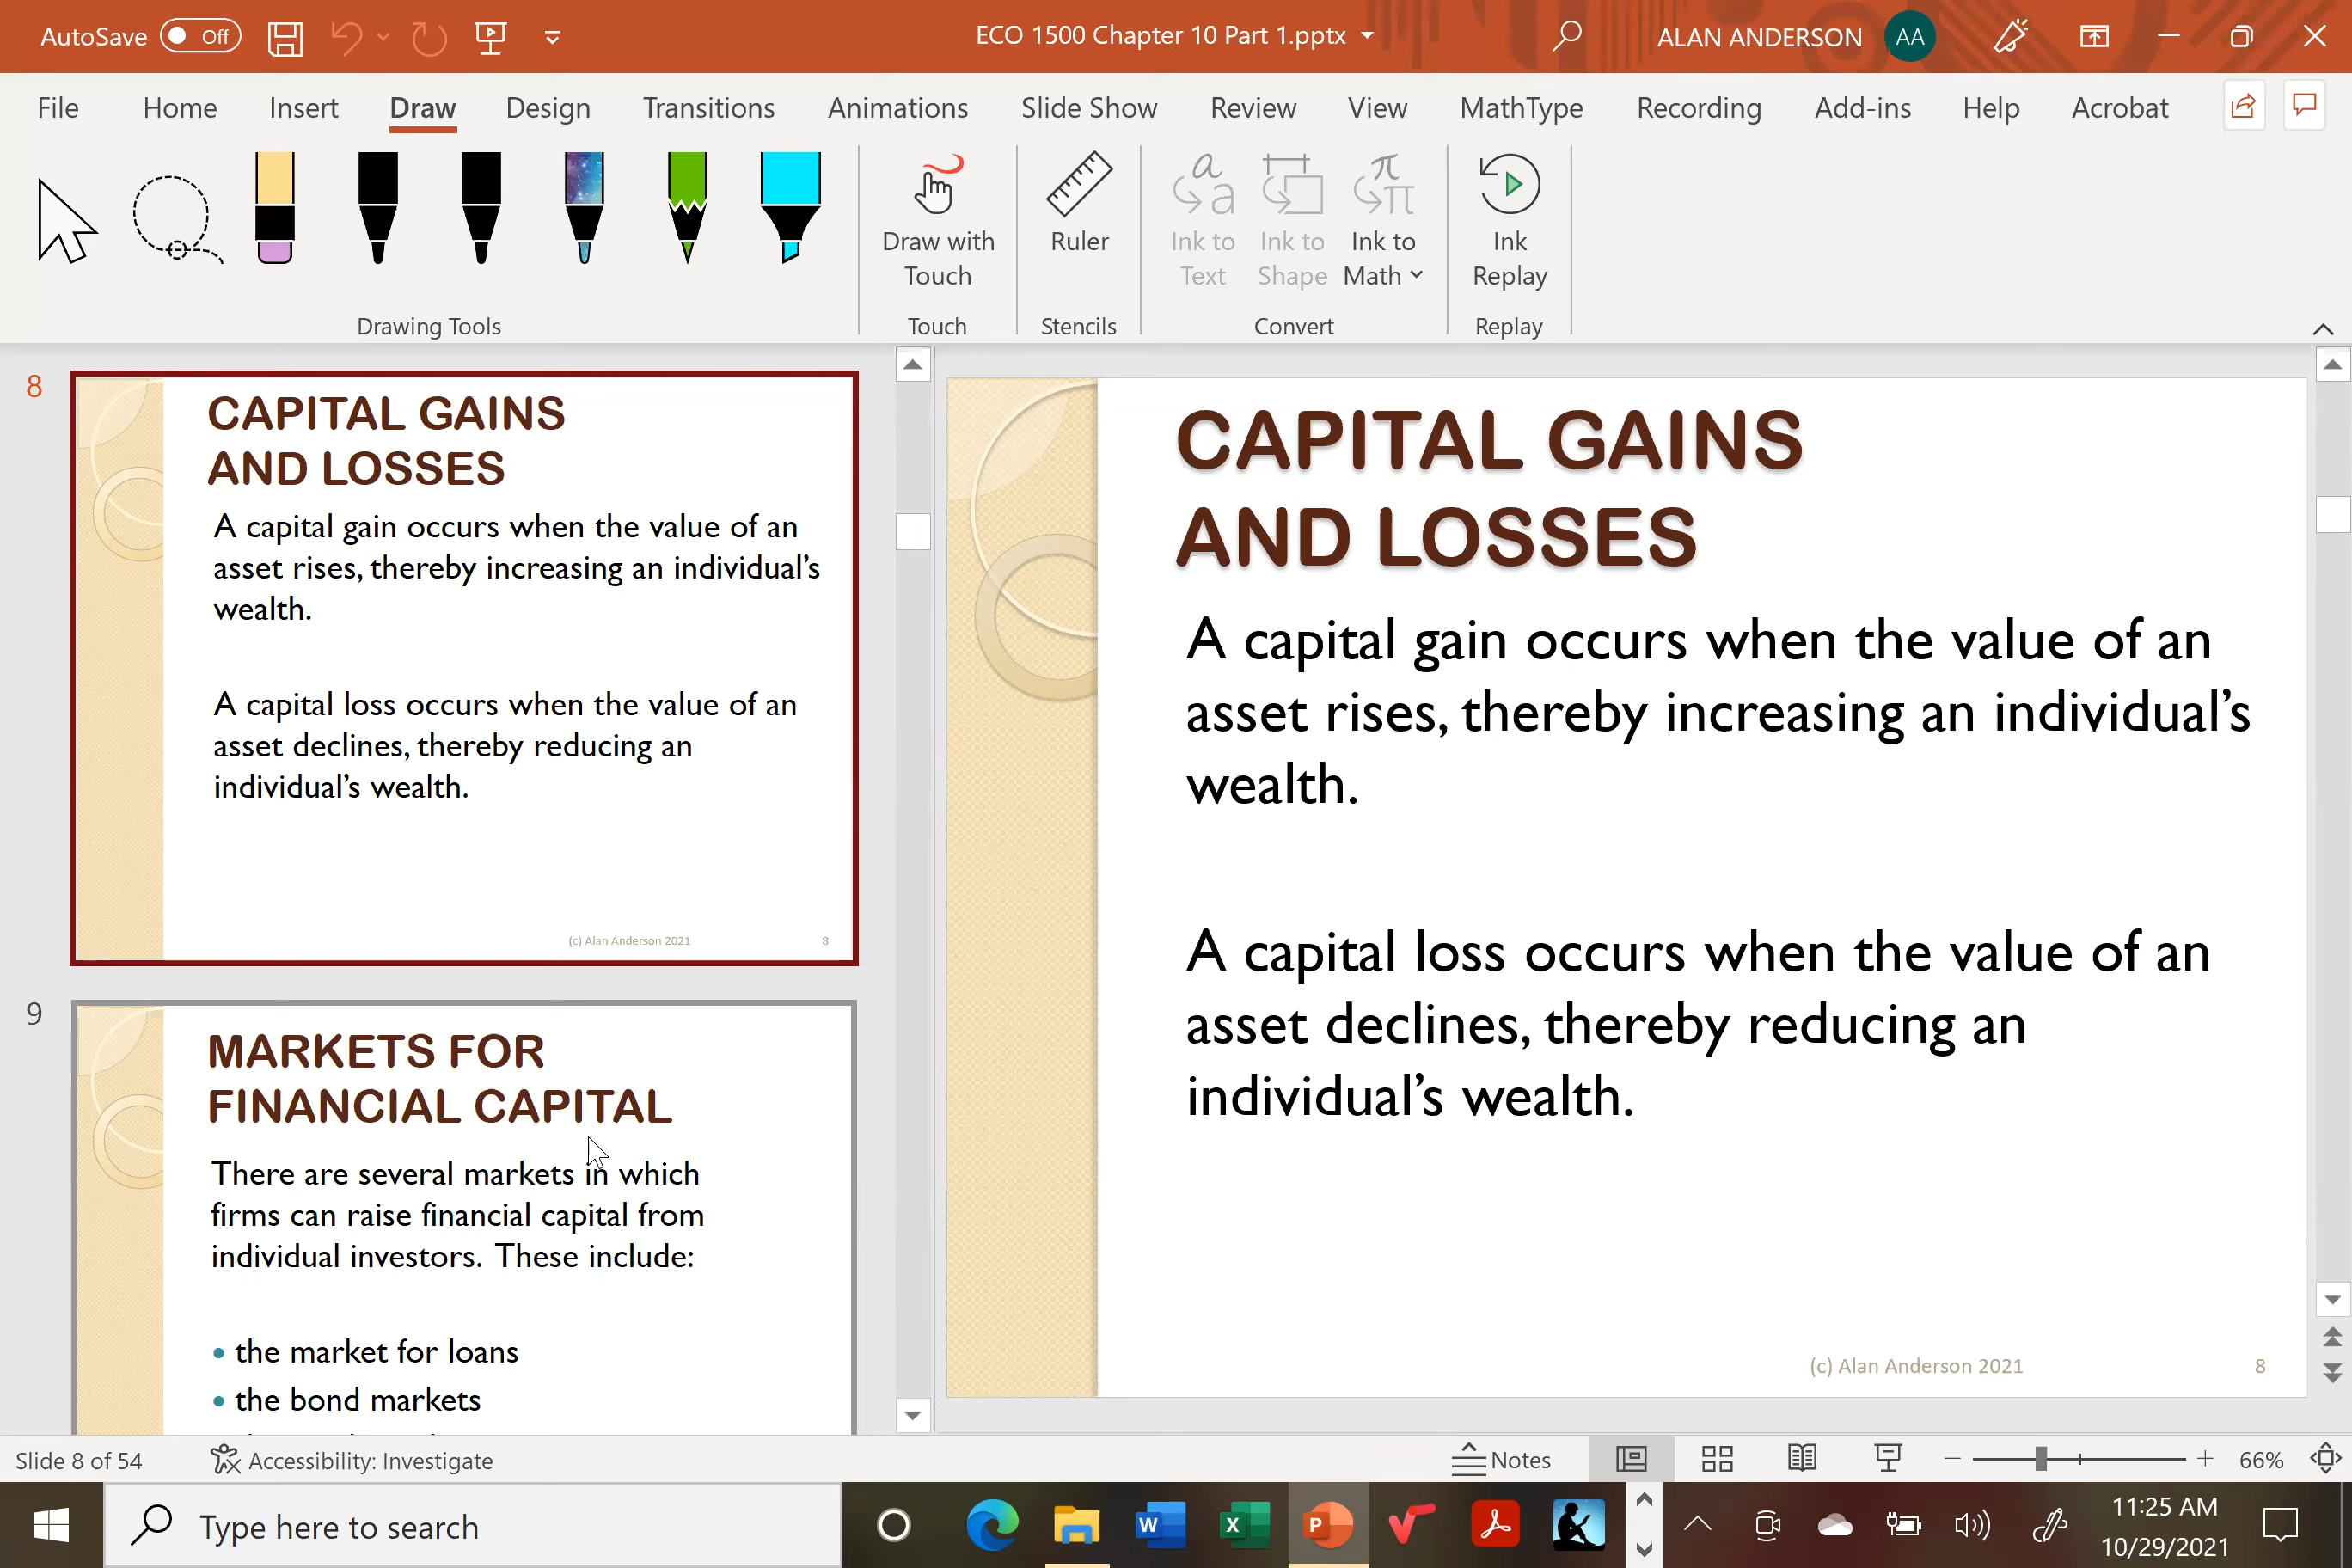 AutoSave Off
ECO 1500 Chapter 10 Part 1.pptx
ALAN ANDERSON AA
File Home Insert Draw Design Transitions Animations Slide Show Review View MathType Recording Add-ins Help Acrobat
Draw with
Touch
Ruler
Ink to
Text
Ink to
Shape
Ink to
Math
Ink
Replay
Drawing Tools
Touch
Stencils
Convert
Replay
8
CAPITAL GAINS
AND LOSSES
A capital gain occurs when the value of an
asset rises, thereby increasing an individual’s
wealth.
A capital loss occurs when the value of an
asset declines, thereby reducing an
individual’s wealth.
(c) Alan Anderson 2021 8
9
MARKETS FOR
FINANCIAL CAPITAL
There are several markets in which
firms can raise financial capital from
individual investors. These include:
• the market for loans
• the bond markets
CAPITAL GAINS
AND LOSSES
A capital gain occurs when the value of an
asset rises, thereby increasing an individual’s
wealth.
A capital loss occurs when the value of an
asset declines, thereby reducing an
individual’s wealth.
(c) Alan Anderson 2021 8
Slide 8 of 54 Accessibility: Investigate Notes 66%
Type here to search
11:25 AM
10/29/2021